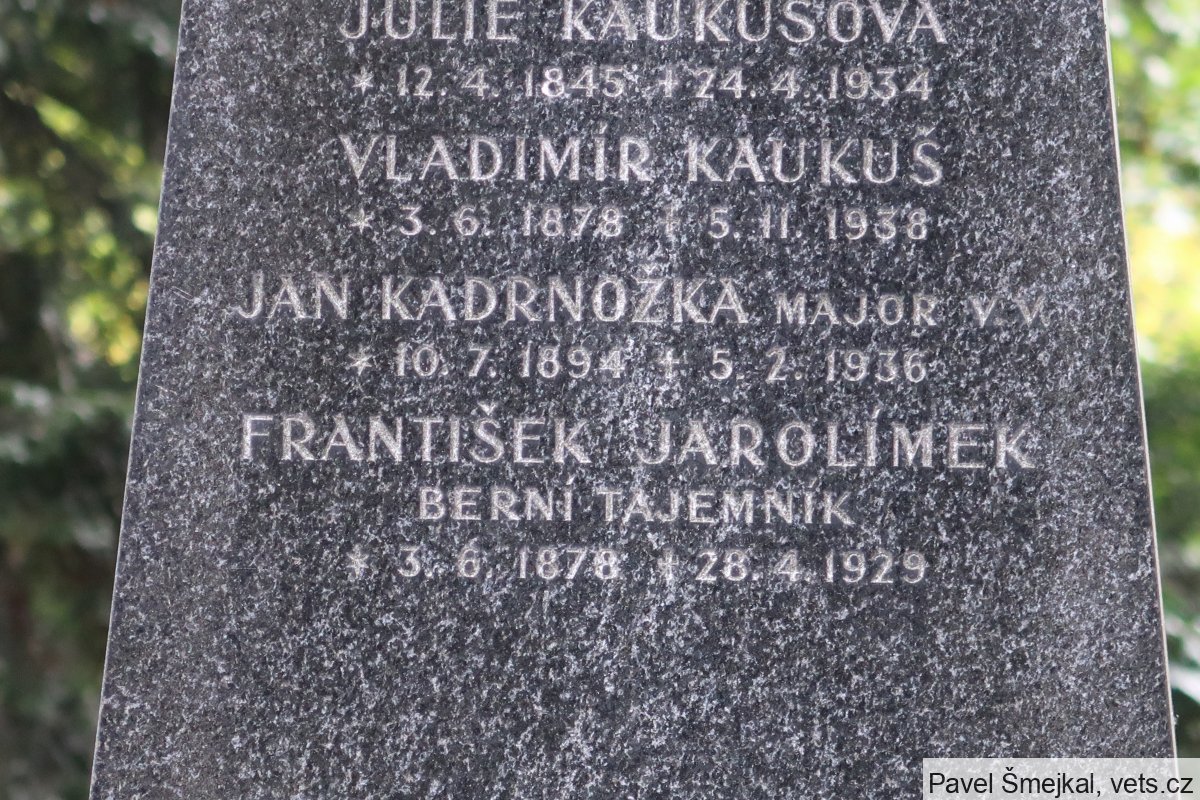 JULIE KAUKUŠOVÁ
* 12. 4. 1845 † 24. 4. 1934
VLADIMÍR KAUKUŠ
* 3. 6. 1878 † 5. 11. 1938
JAN KADRNOŽKA MAJOR V. V.
* 10. 7. 1894 † 5. 2. 1936
FRANTIŠEK JAROLÍMEK
BERNÍ TAJEMNÍK
* 3. 6. 1878 † 28. 4. 1929
Pavel Šmejkal, vets.cz